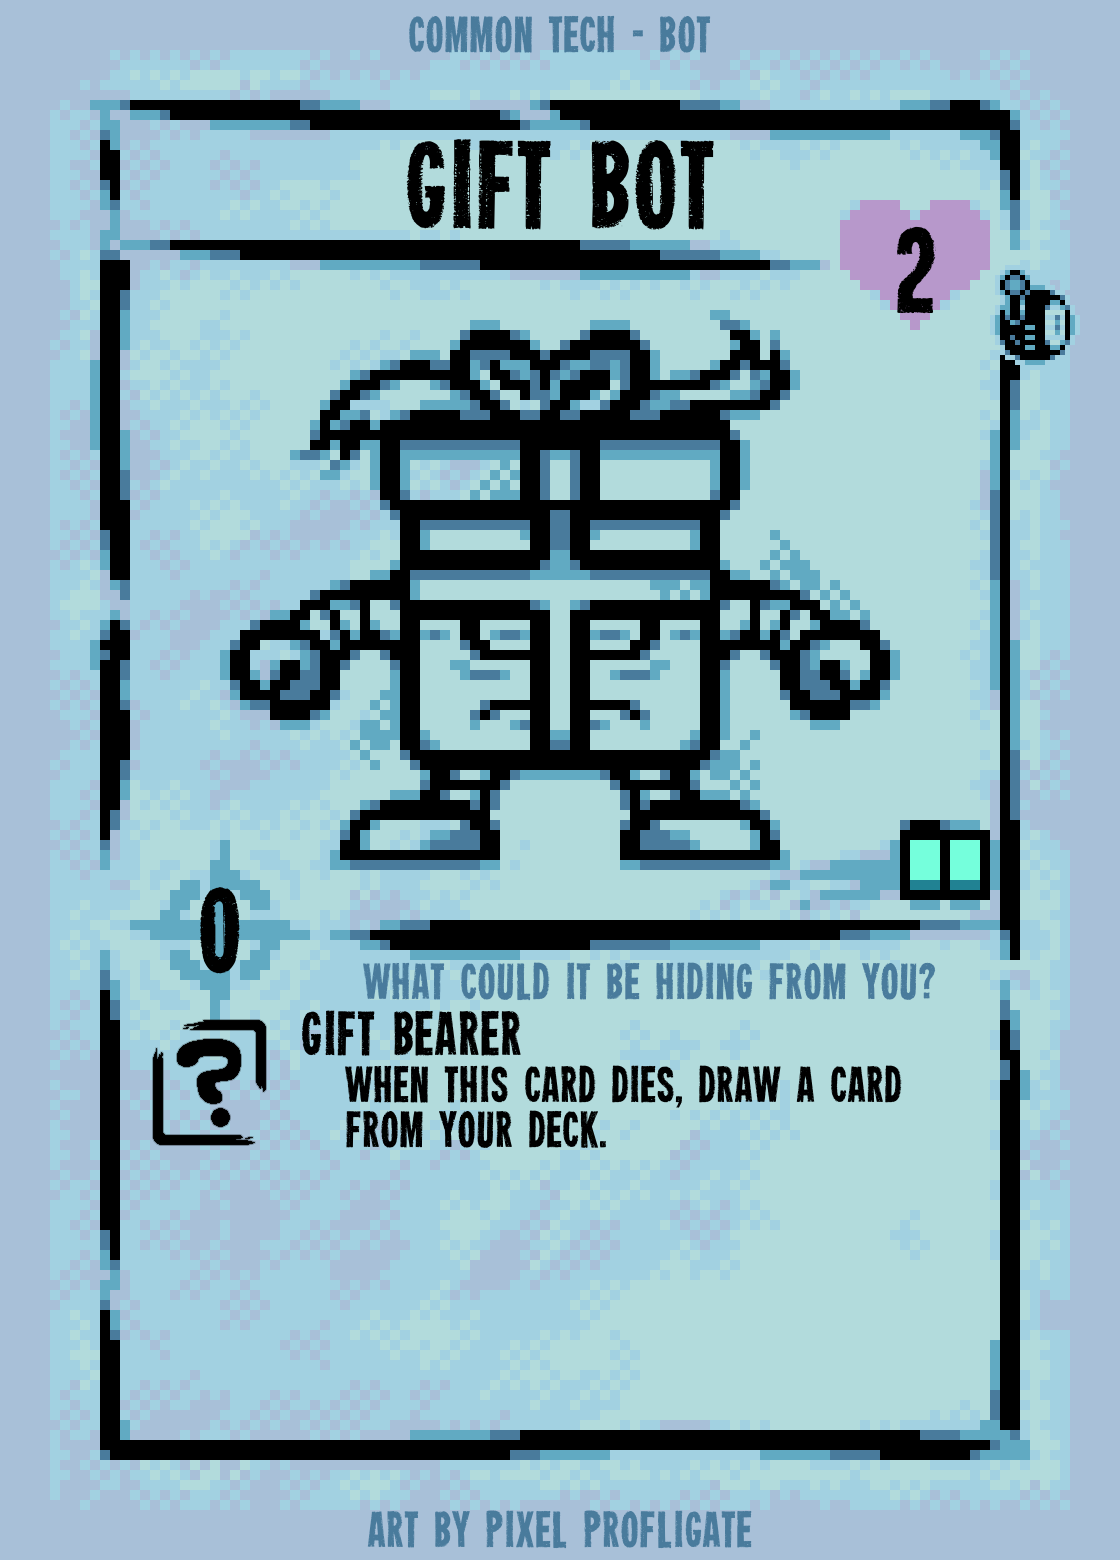 COMMON TECH - BOT
GIFT BOT
2
0
WHAT COULD IT BE HIDING FROM YOU?
GIFT BEARER
?
WHEN THIS CARD DIES, DRAW A CARD
FROM YOUR DECK.
ART BY PIXEL PROFLIGATE